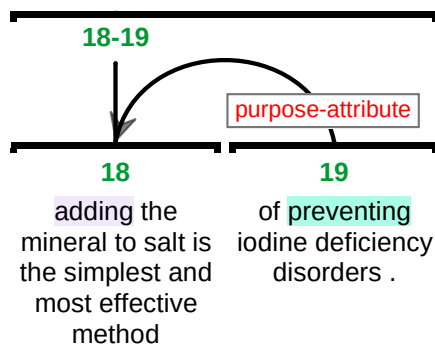 18-19
purpose-attribute
18
19
adding the
mineral to salt is
the simplest and
most effective
method
of preventing
iodine deficiency
disorders .